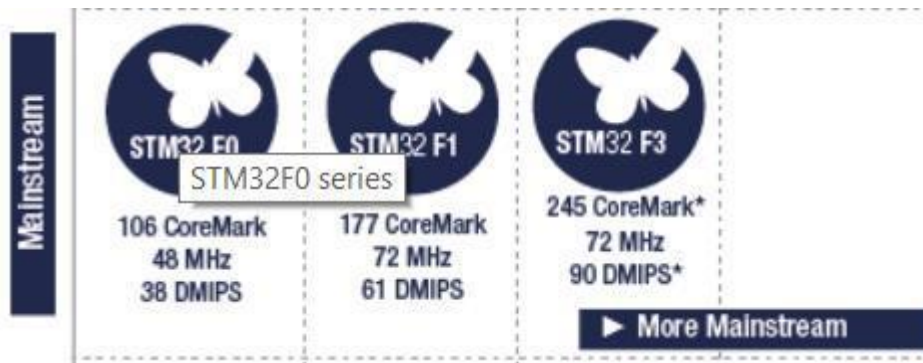 Mainstream
STM32 F0
STM32F0 series
106 CoreMark
48 MHz
38 DMIPS
STM32 F1
177 CoreMark
72 MHz
61 DMIPS
STM32 F3
245 CoreMark*
72 MHz
90 DMIPS*
► More Mainstream